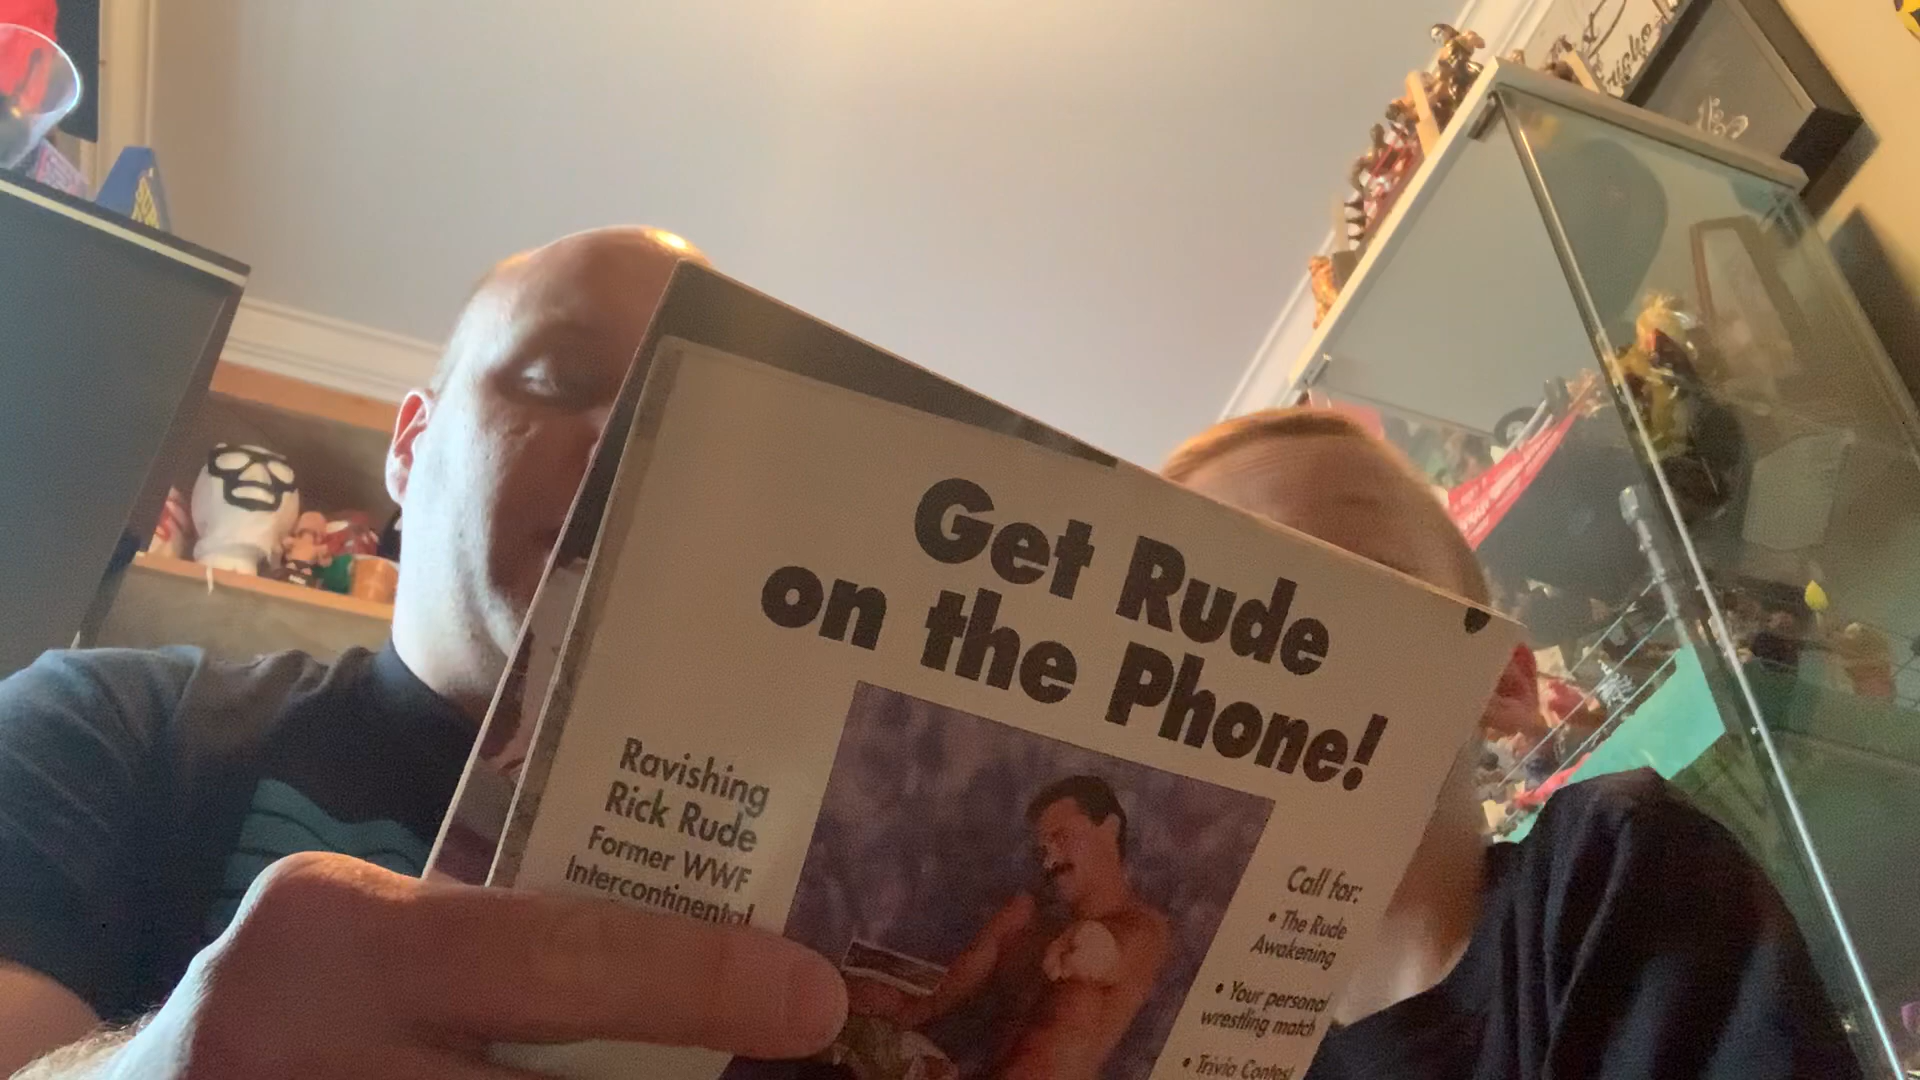 Get Rude
on the Phone!
Ravishing
Rick Rude
Former WWF
Intercontinental
Call for:
• The Rude
Awakening
• Your personal
wrestling match
• Trivia Contest